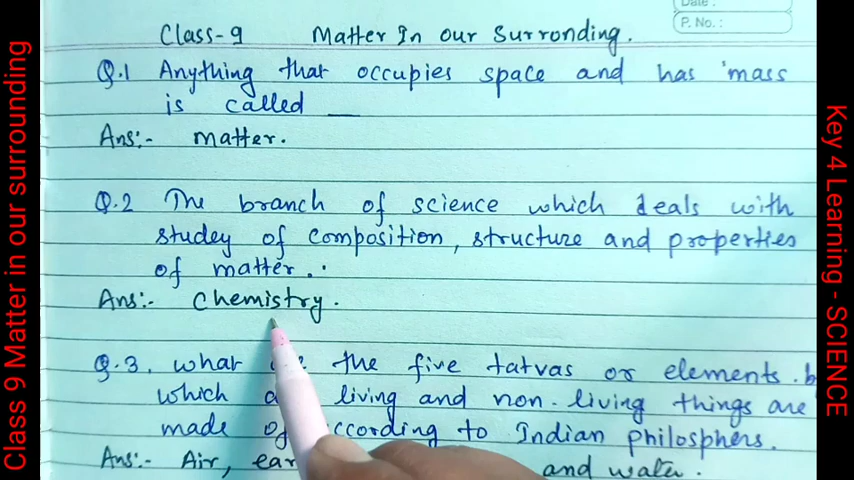 Date:
P. No.:
Class-9 Matter In our Surronding.
Q.1 Anything that occupies space and has mass
is called __
Ans:- matter.
Q.2 The branch of science which deals with
studey of composition, structure and properties
of matter.
Ans:- Chemistry.
Q.3. what the five tatvas or elements.
which living and non-living things are
made of according to Indian philosphers.
Ans:- Air, and water.
Class 9 Matter in our surrounding
Key 4 Learning - SCIENCE